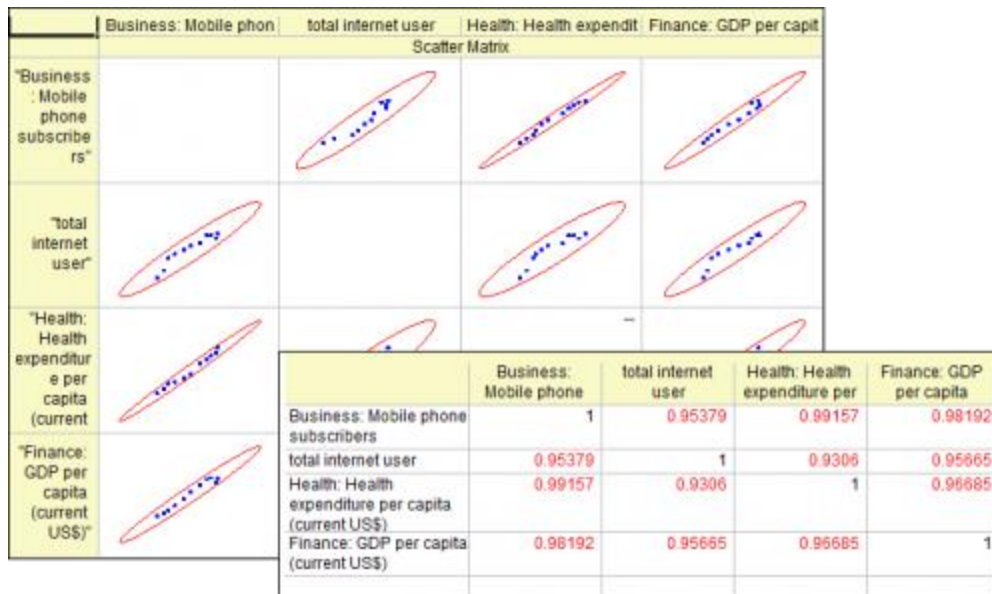 Business: Mobile phon total internet user Health: Health expendit Finance: GDP per capit
Scatter Matrix
"Business
: Mobile
phone
subscribe
rs"
"total
internet
user"
"Health:
Health
expenditur
e per
capita
(current
"Finance:
GDP per
capita
(current
US$)"
--
Business: total internet Health: Health Finance: GDP
Mobile phone user expenditure per per capita
Business: Mobile phone 1 0.95379 0.99157 0.98192
subscribers
total internet user 0.95379 1 0.9306 0.95665
Health: Health 0.99157 0.9306 1 0.96685
expenditure per capita
(current US$)
Finance: GDP per capita 0.98192 0.95665 0.96685 1
(current US$)